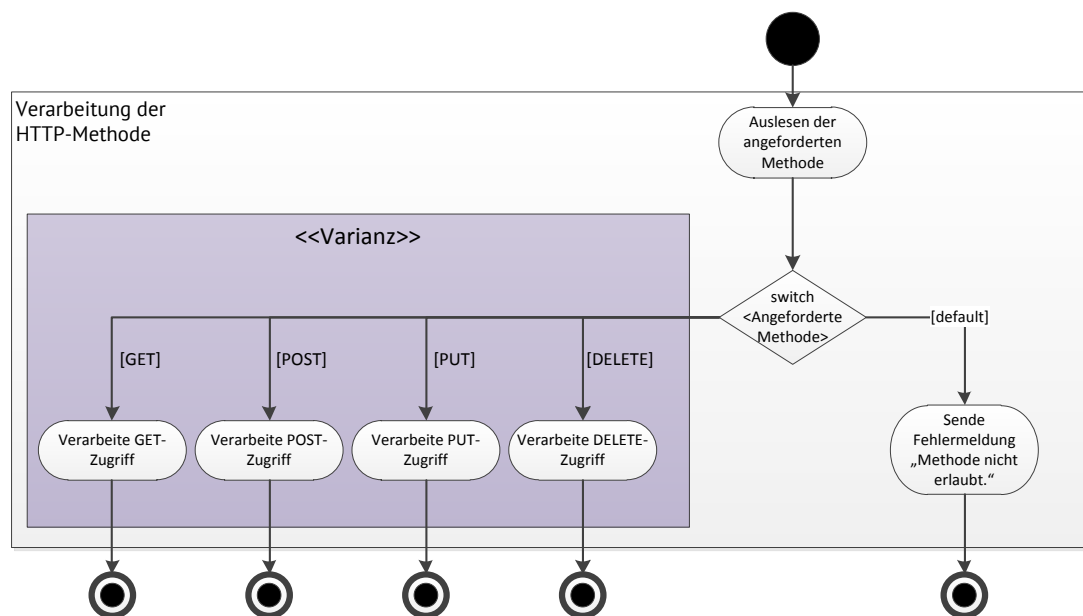 Verarbeitung der
HTTP-Methode
Auslesen der
angeforderten
Methode
<<Varianz>>
switch
<Angeforderte
Methode>
[default]
[GET]
[POST]
[PUT]
[DELETE]
Verarbeite GET-
Zugriff
Verarbeite POST-
Zugriff
Verarbeite PUT-
Zugriff
Verarbeite DELETE-
Zugriff
Sende
Fehlermeldung
„Methode nicht
erlaubt.“